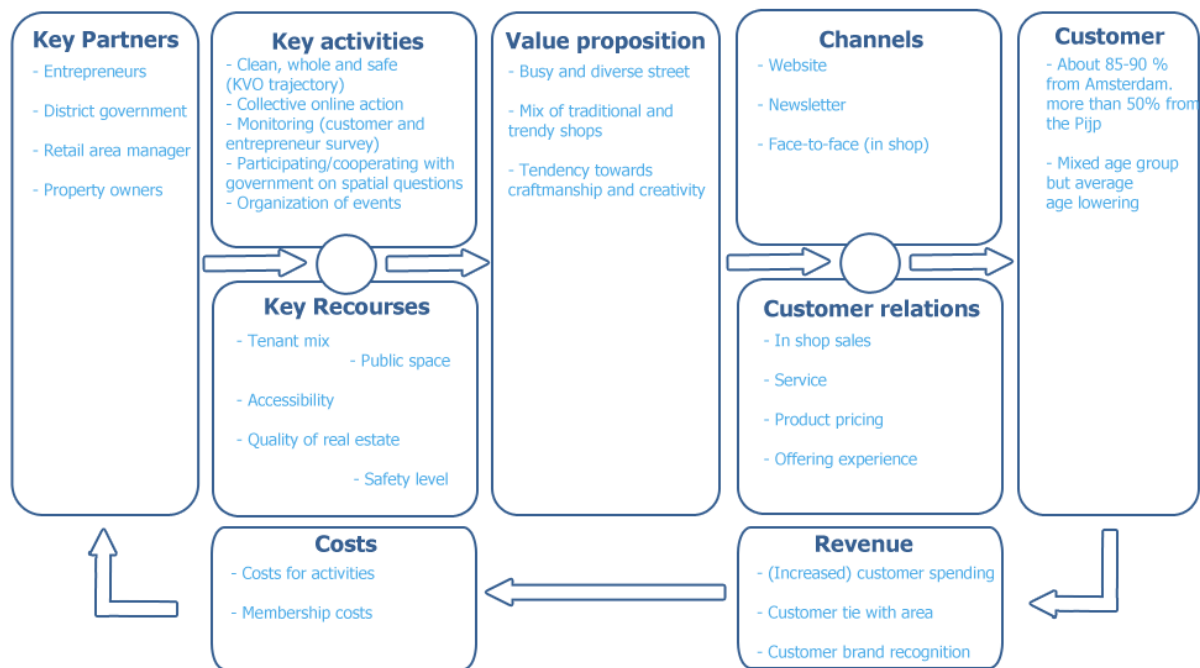 Key Partners
- Entrepreneurs
- District government
- Retail area manager
- Property owners
Key activities
- Clean, whole and safe
(KVO trajectory)
- Collective online action
- Monitoring (customer and
entrepreneur survey)
- Participating/cooperating with
government on spatial questions
- Organization of events
Key Recourses
- Tenant mix
- Public space
- Accessibility
- Quality of real estate
- Safety level
Value proposition
- Busy and diverse street
- Mix of traditional and
trendy shops
- Tendency towards
craftmanship and creativity
Channels
- Website
- Newsletter
- Face-to-face (in shop)
Customer relations
- In shop sales
- Service
- Product pricing
- Offering experience
Customer
- About 85-90 %
from Amsterdam.
more than 50% from
the Pijp
- Mixed age group
but average
age lowering
Costs
- Costs for activities
- Membership costs
Revenue
- (Increased) customer spending
- Customer tie with area
- Customer brand recognition